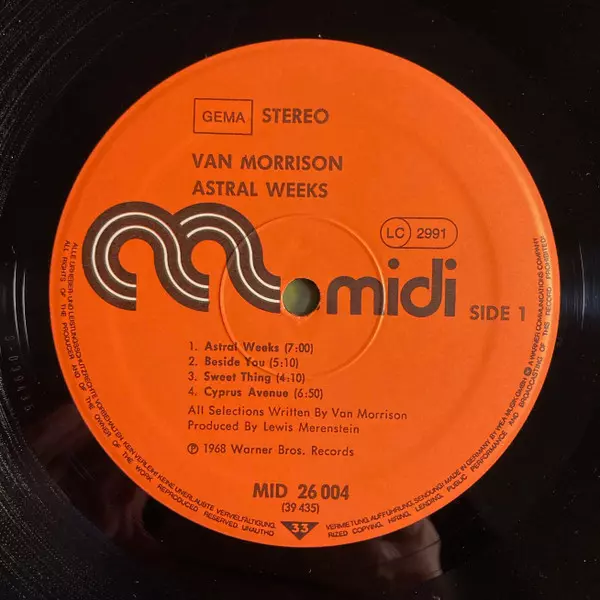 GEMA STEREO
VAN MORRISON
ASTRAL WEEKS
LC 2991
midi
SIDE 1
1. Astral Weeks (7:00)
2. Beside You (5:10)
3. Sweet Thing (4:10)
4. Cyprus Avenue (6:50)
All Selections Written By Van Morrison
Produced By Lewis Merenstein
℗ 1968 Warner Bros. Records
MID 26 004
(39 435)
33
ALLE URHEBER- UND LEISTUNGSSCHUTZRECHTE VORBEHALTEN. KEIN VERLEIH! KEINE UNERLAUBTE VERVIELFÄLTIGUNG, VERMIETUNG, AUFFÜHRUNG, SENDUNG! MADE IN GERMANY BY WEA MUSIK GMBH A WARNER COMMUNICATIONS COMPANY
ALL RIGHTS OF THE PRODUCER AND OF THE OWNER OF THE WORK REPRODUCED RESERVED. UNAUTHORIZED COPYING, HIRING, LENDING, PUBLIC PERFORMANCE AND BROADCASTING OF THIS RECORD PROHIBITED!